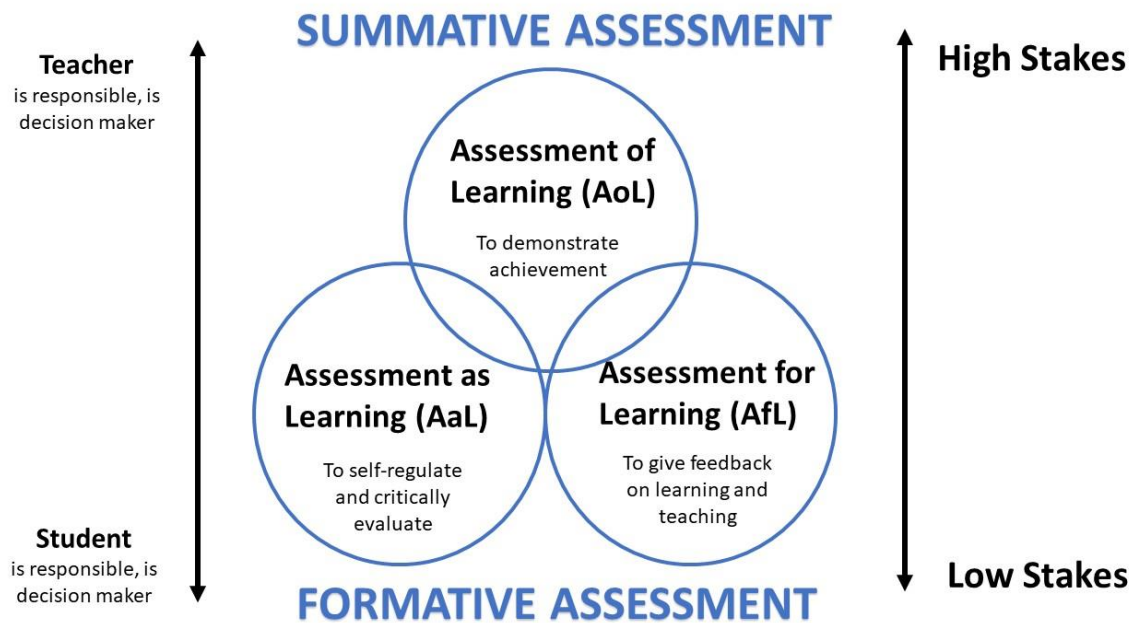 SUMMATIVE ASSESSMENT
Teacher
is responsible, is
decision maker
High Stakes
Assessment of
Learning (AoL)
To demonstrate
achievement
Assessment as
Learning (AaL)
To self-regulate
and critically
evaluate
Assessment for
Learning (AfL)
To give feedback
on learning and
teaching
Student
is responsible, is
decision maker
Low Stakes
FORMATIVE ASSESSMENT